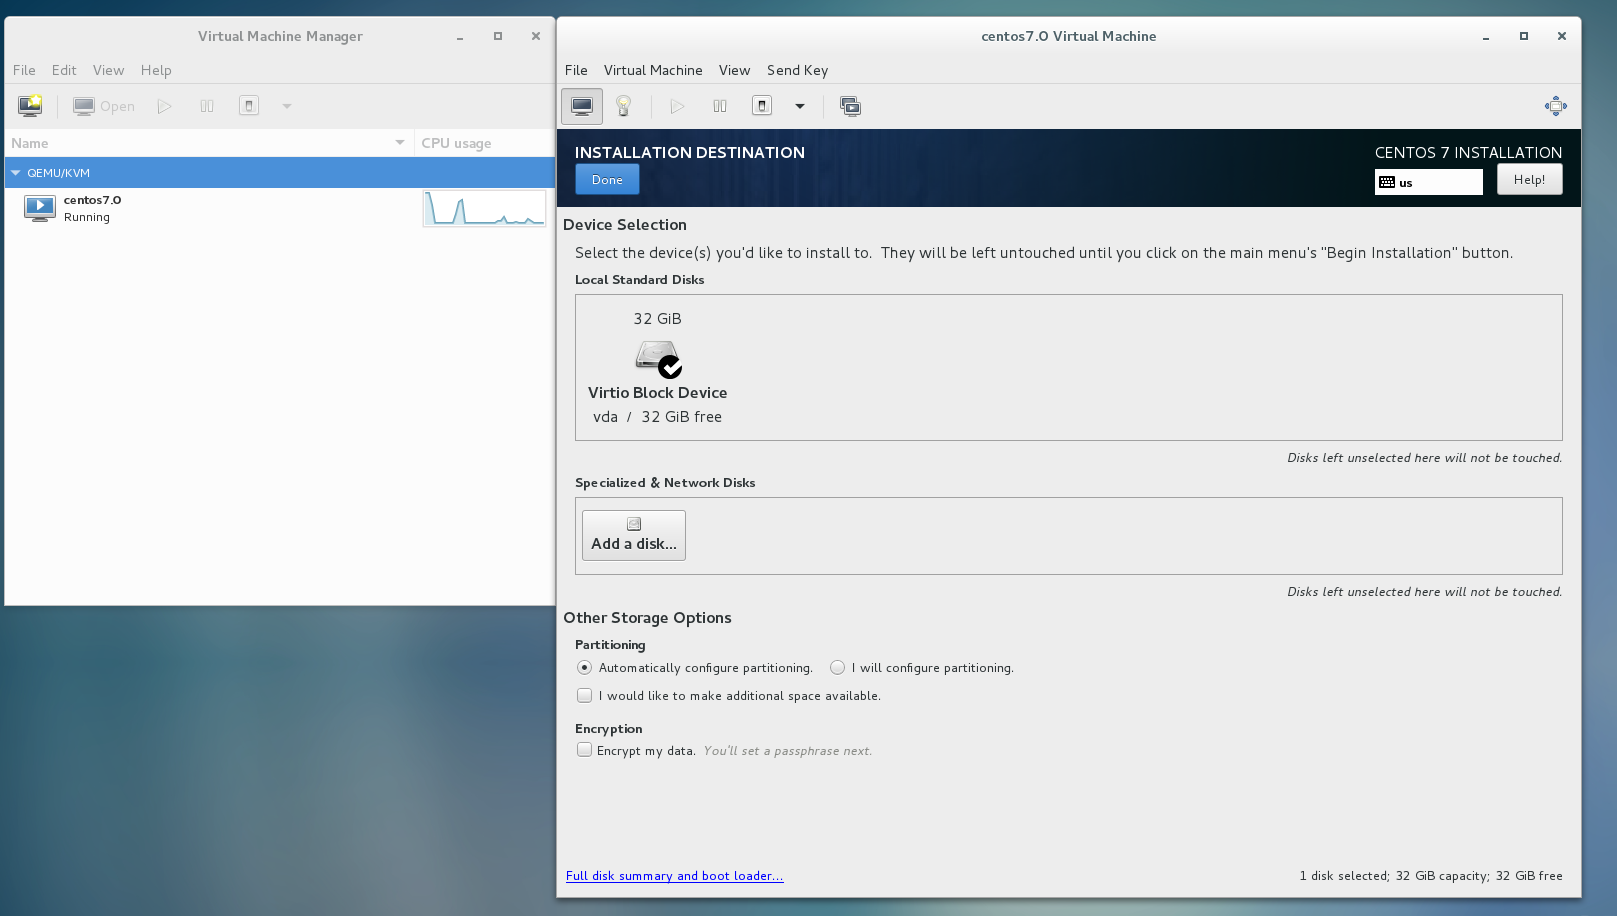 Virtual Machine Manager
File Edit View Help
Open
Name CPU usage
QEMU/KVM
centos7.0
Running
centos7.0 Virtual Machine
File Virtual Machine View Send Key
INSTALLATION DESTINATION
CENTOS 7 INSTALLATION
Done
us
Help!
Device Selection
Select the device(s) you'd like to install to. They will be left untouched until you click on the main menu's "Begin Installation" button.
Local Standard Disks
32 GiB
Virtio Block Device
vda / 32 GiB free
Disks left unselected here will not be touched.
Specialized & Network Disks
Add a disk...
Disks left unselected here will not be touched.
Other Storage Options
Partitioning
Automatically configure partitioning. I will configure partitioning.
I would like to make additional space available.
Encryption
Encrypt my data. You'll set a passphrase next.
Full disk summary and boot loader...
1 disk selected; 32 GiB capacity; 32 GiB free